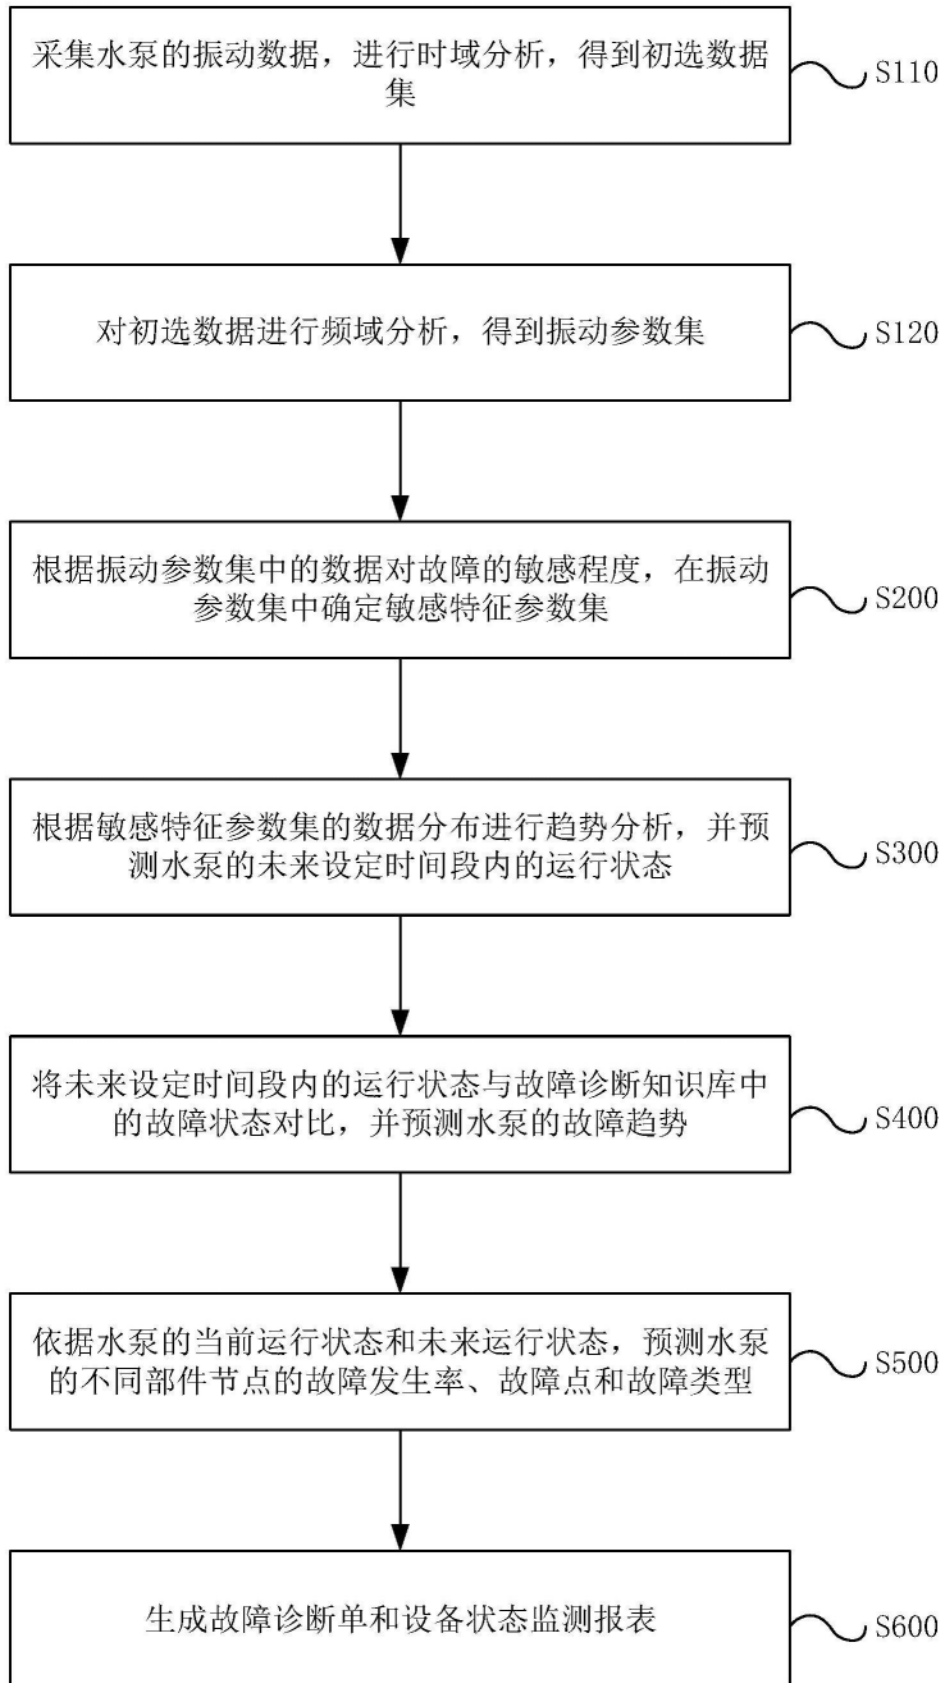 采集水泵的振动数据，进行时域分析，得到初选数据
集
S110
对初选数据进行频域分析，得到振动参数集
S120
根据振动参数集中的数据对故障的敏感程度，在振动
参数集中确定敏感特征参数集
S200
根据敏感特征参数集的数据分布进行趋势分析，并预
测水泵的未来设定时间段内的运行状态
S300
将未来设定时间段内的运行状态与故障诊断知识库中
的故障状态对比，并预测水泵的故障趋势
S400
依据水泵的当前运行状态和未来运行状态，预测水泵
的不同部件节点的故障发生率、故障点和故障类型
S500
生成故障诊断单和设备状态监测报表
S600